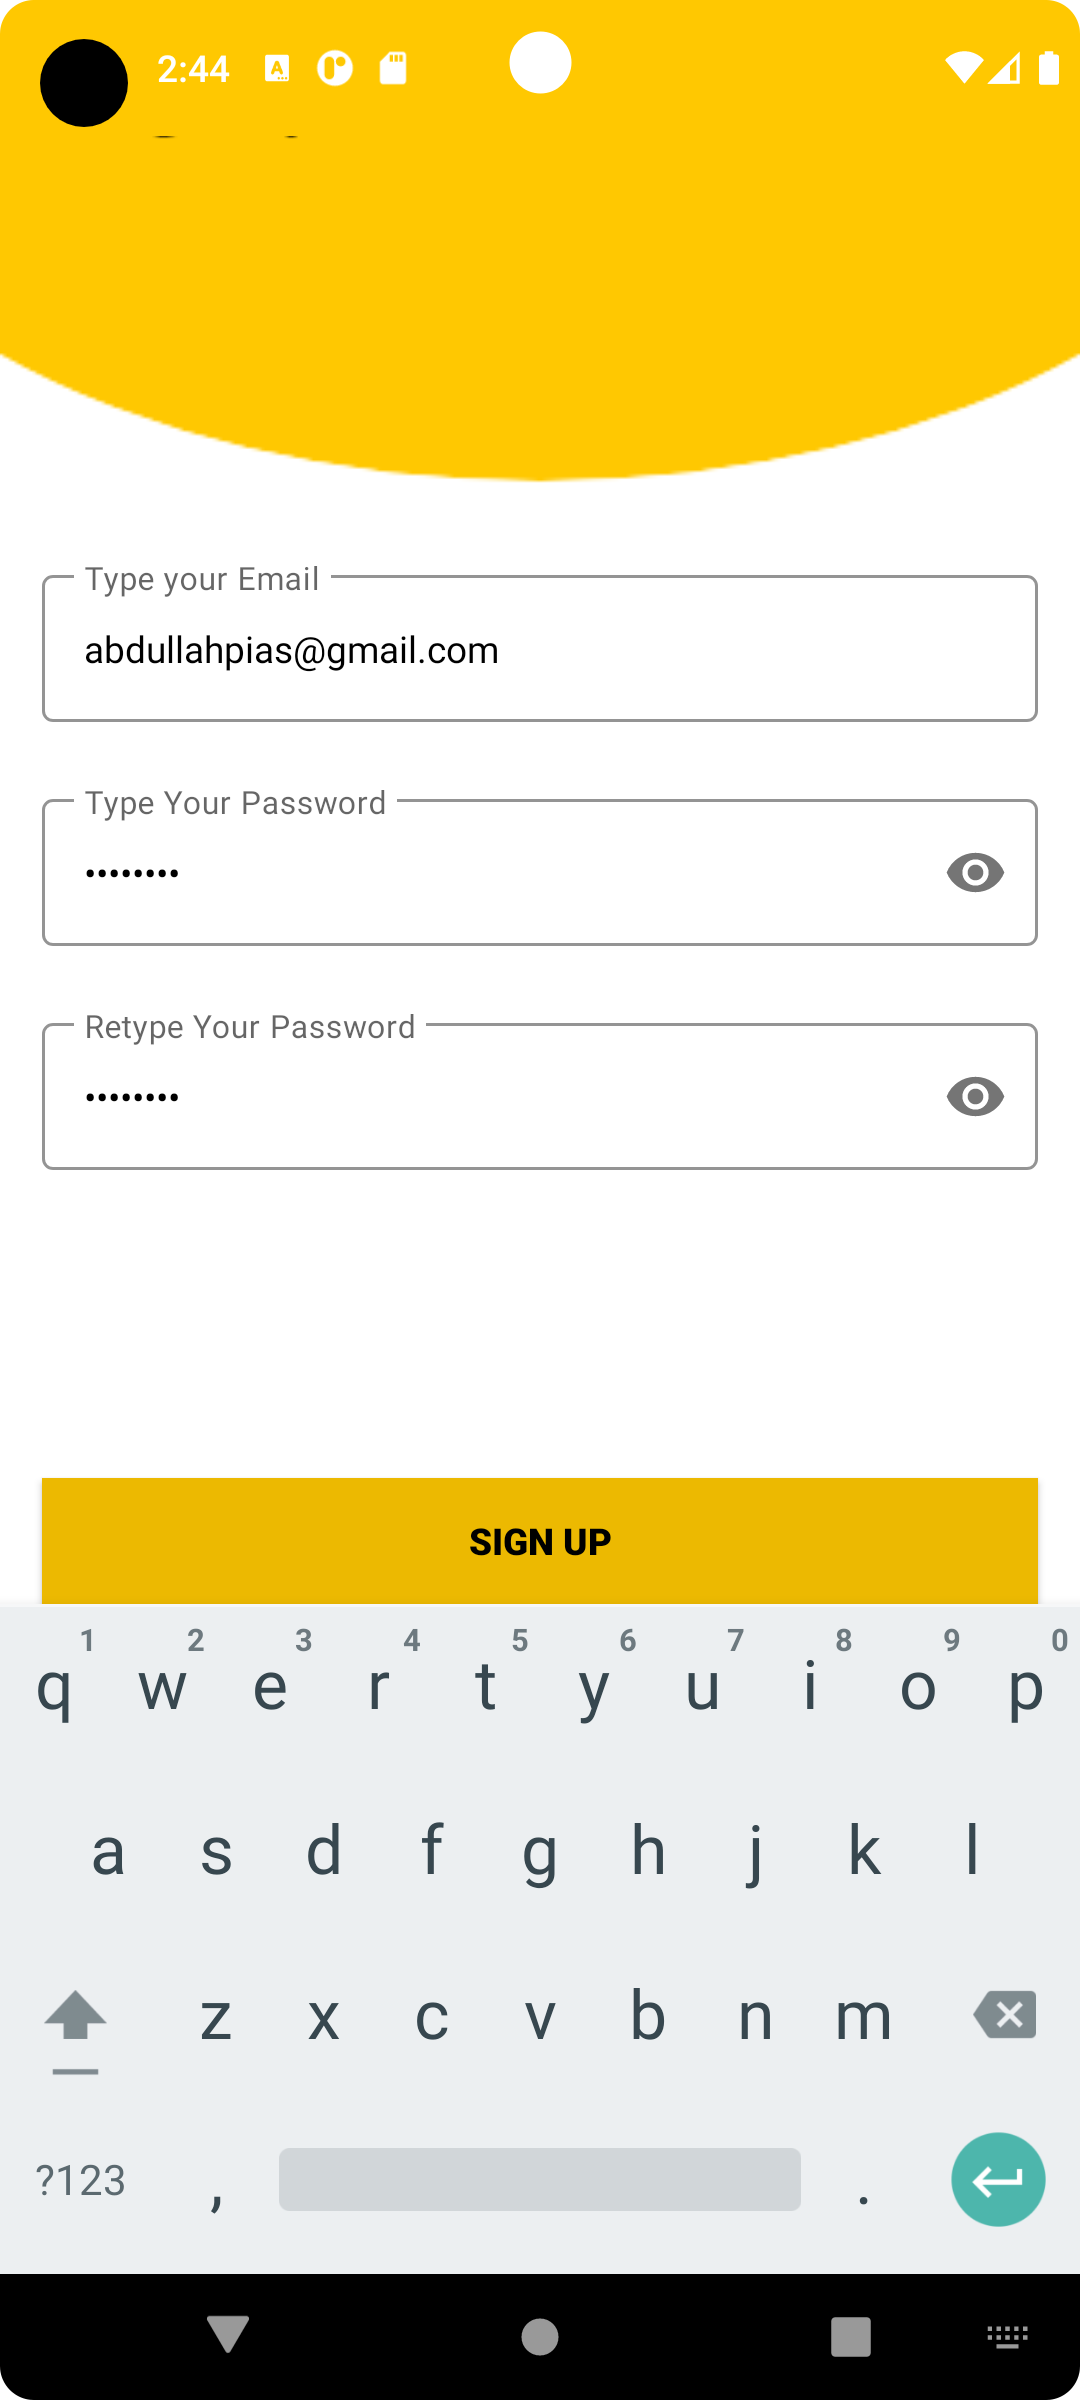 2:44
Type your Email
abdullahpias@gmail.com
Type Your Password
••••••••
Retype Your Password
••••••••
SIGN UP
1 2 3 4 5 6 7 8 9 0
q w e r t y u i o p
a s d f g h j k l
z x c v b n m
?123 , .